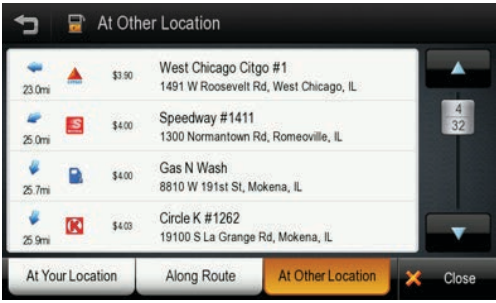 At Other Location
$3.90
West Chicago Citgo #1
23.0mi
1491 W Roosevelt Rd, West Chicago, IL
$4.00
Speedway #1411
25.0mi
1300 Normantown Rd, Romeoville, IL
$4.00
Gas N Wash
25.7mi
8810 W 191st St, Mokena, IL
$4.03
Circle K #1262
25.9mi
19100 S La Grange Rd, Mokena, IL
4
32
At Your Location
Along Route
At Other Location
Close